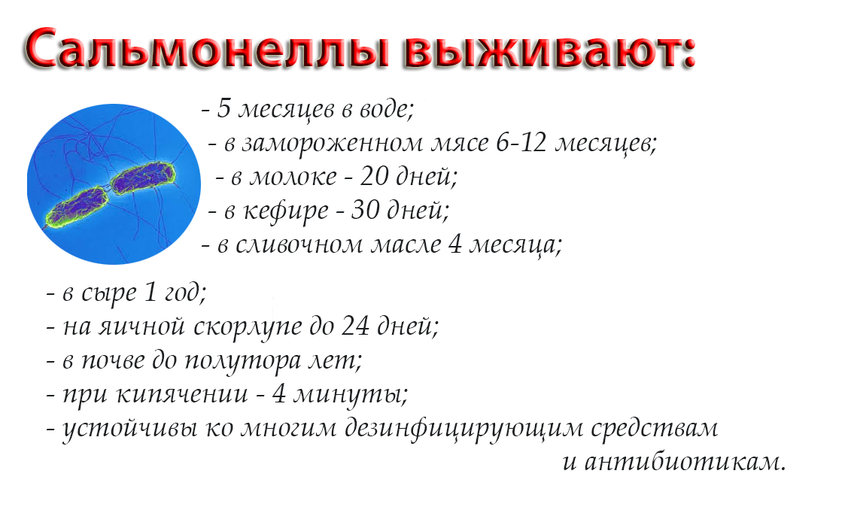 Сальмонеллы выживают:
- 5 месяцев в воде;
- в замороженном мясе 6-12 месяцев;
- в молоке - 20 дней;
- в кефире - 30 дней;
- в сливочном масле 4 месяца;
- в сыре 1 год;
- на яичной скорлупе до 24 дней;
- в почве до полутора лет;
- при кипячении - 4 минуты;
- устойчивы ко многим дезинфицирующим средствам
и антибиотикам.